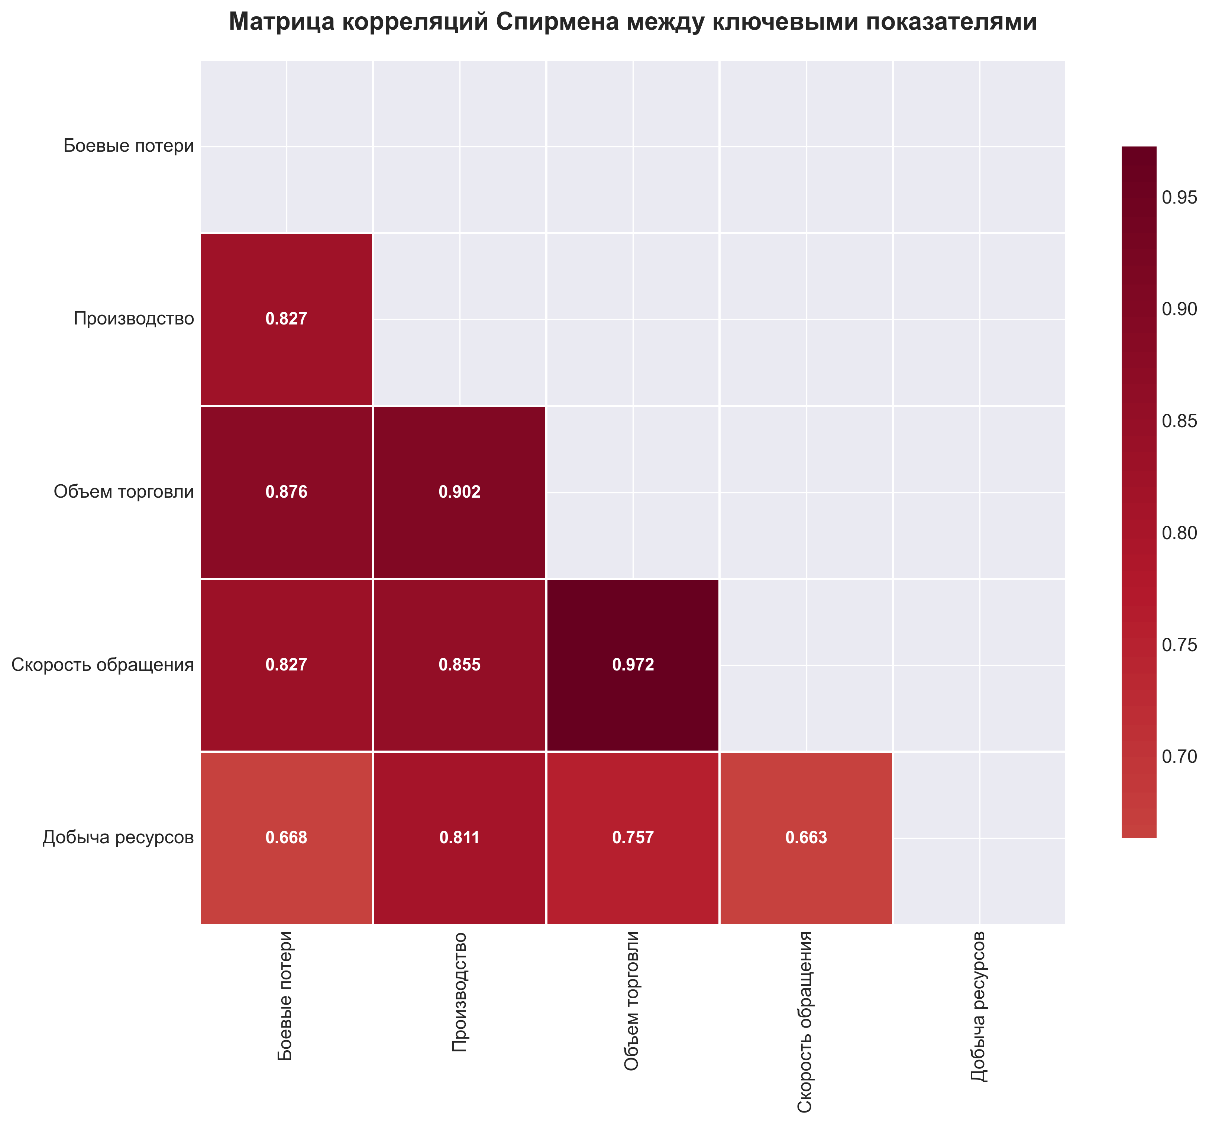 Матрица корреляций Спирмена между ключевыми показателями
Боевые потери
Производство
0.827
Объем торговли
0.876
0.902
Скорость обращения
0.827
0.855
0.972
Добыча ресурсов
0.668
0.811
0.757
0.663
Боевые потери
Производство
Объем торговли
Скорость обращения
Добыча ресурсов
0.95
0.90
0.85
0.80
0.75
0.70